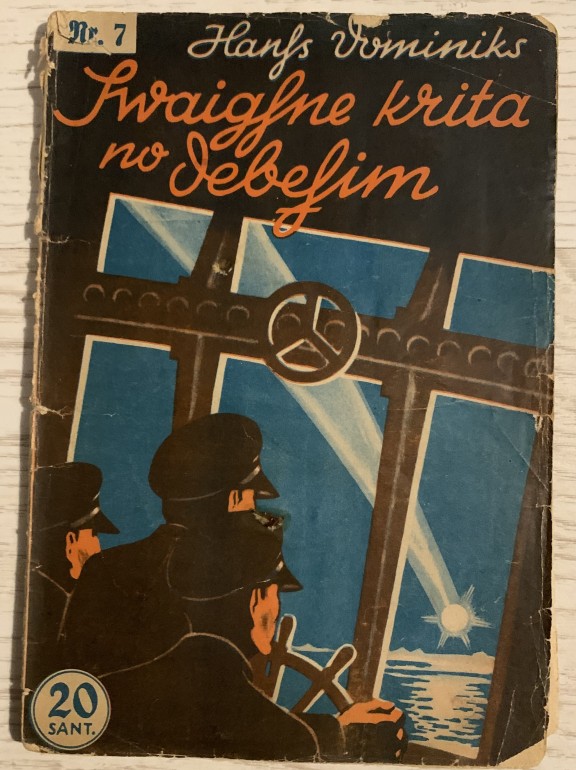 Nr. 7
Hanſs Dominiks
Swaigſne krita
no debeſim
20
SANT.